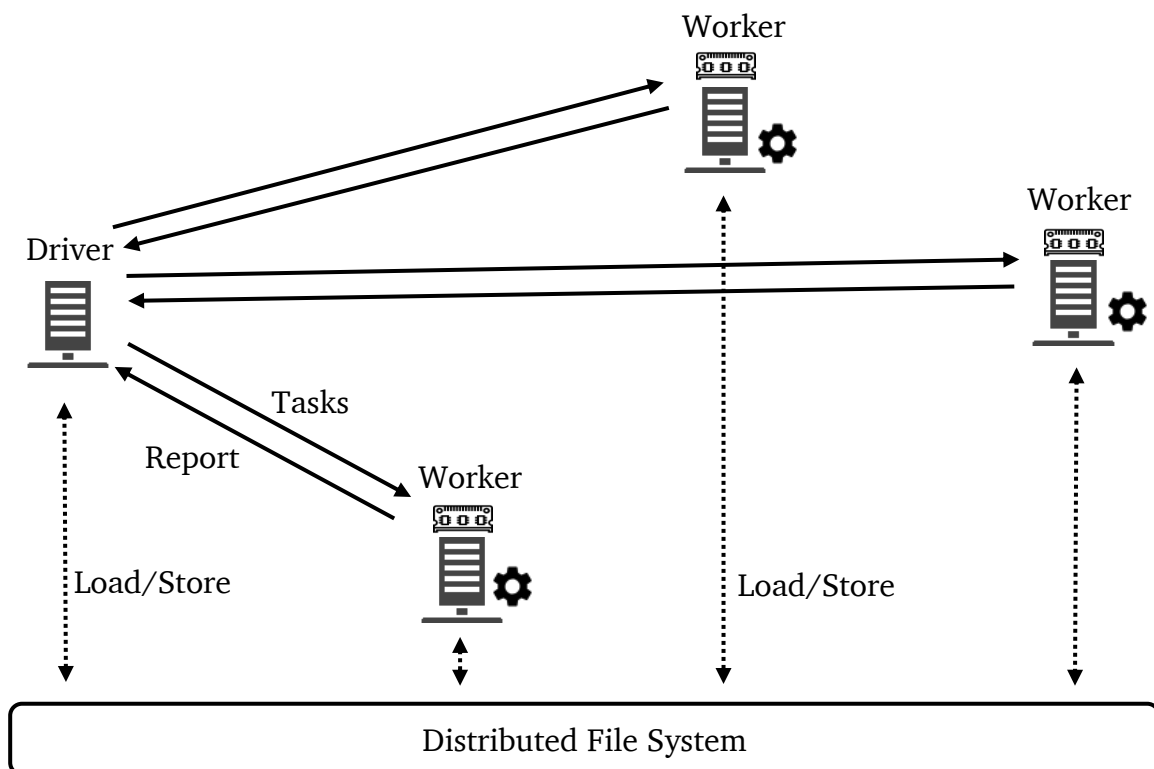 Worker
Worker
Driver
Tasks
Report
Worker
Load/Store
Load/Store
Distributed File System